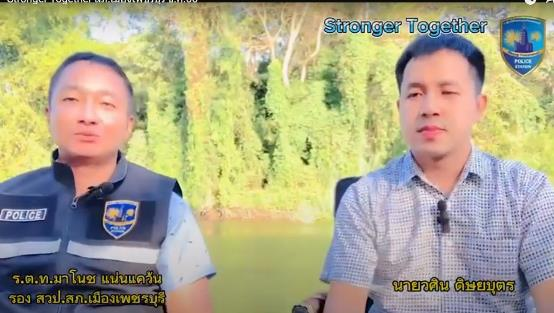 Stronger Together
POLICE
STATION
POLICE
ร.ต.ท.มาโนช แน่นแคว้น
รอง สวป.สภ.เมืองเพชรบุรี
นายวศิน ดิษยบุตร